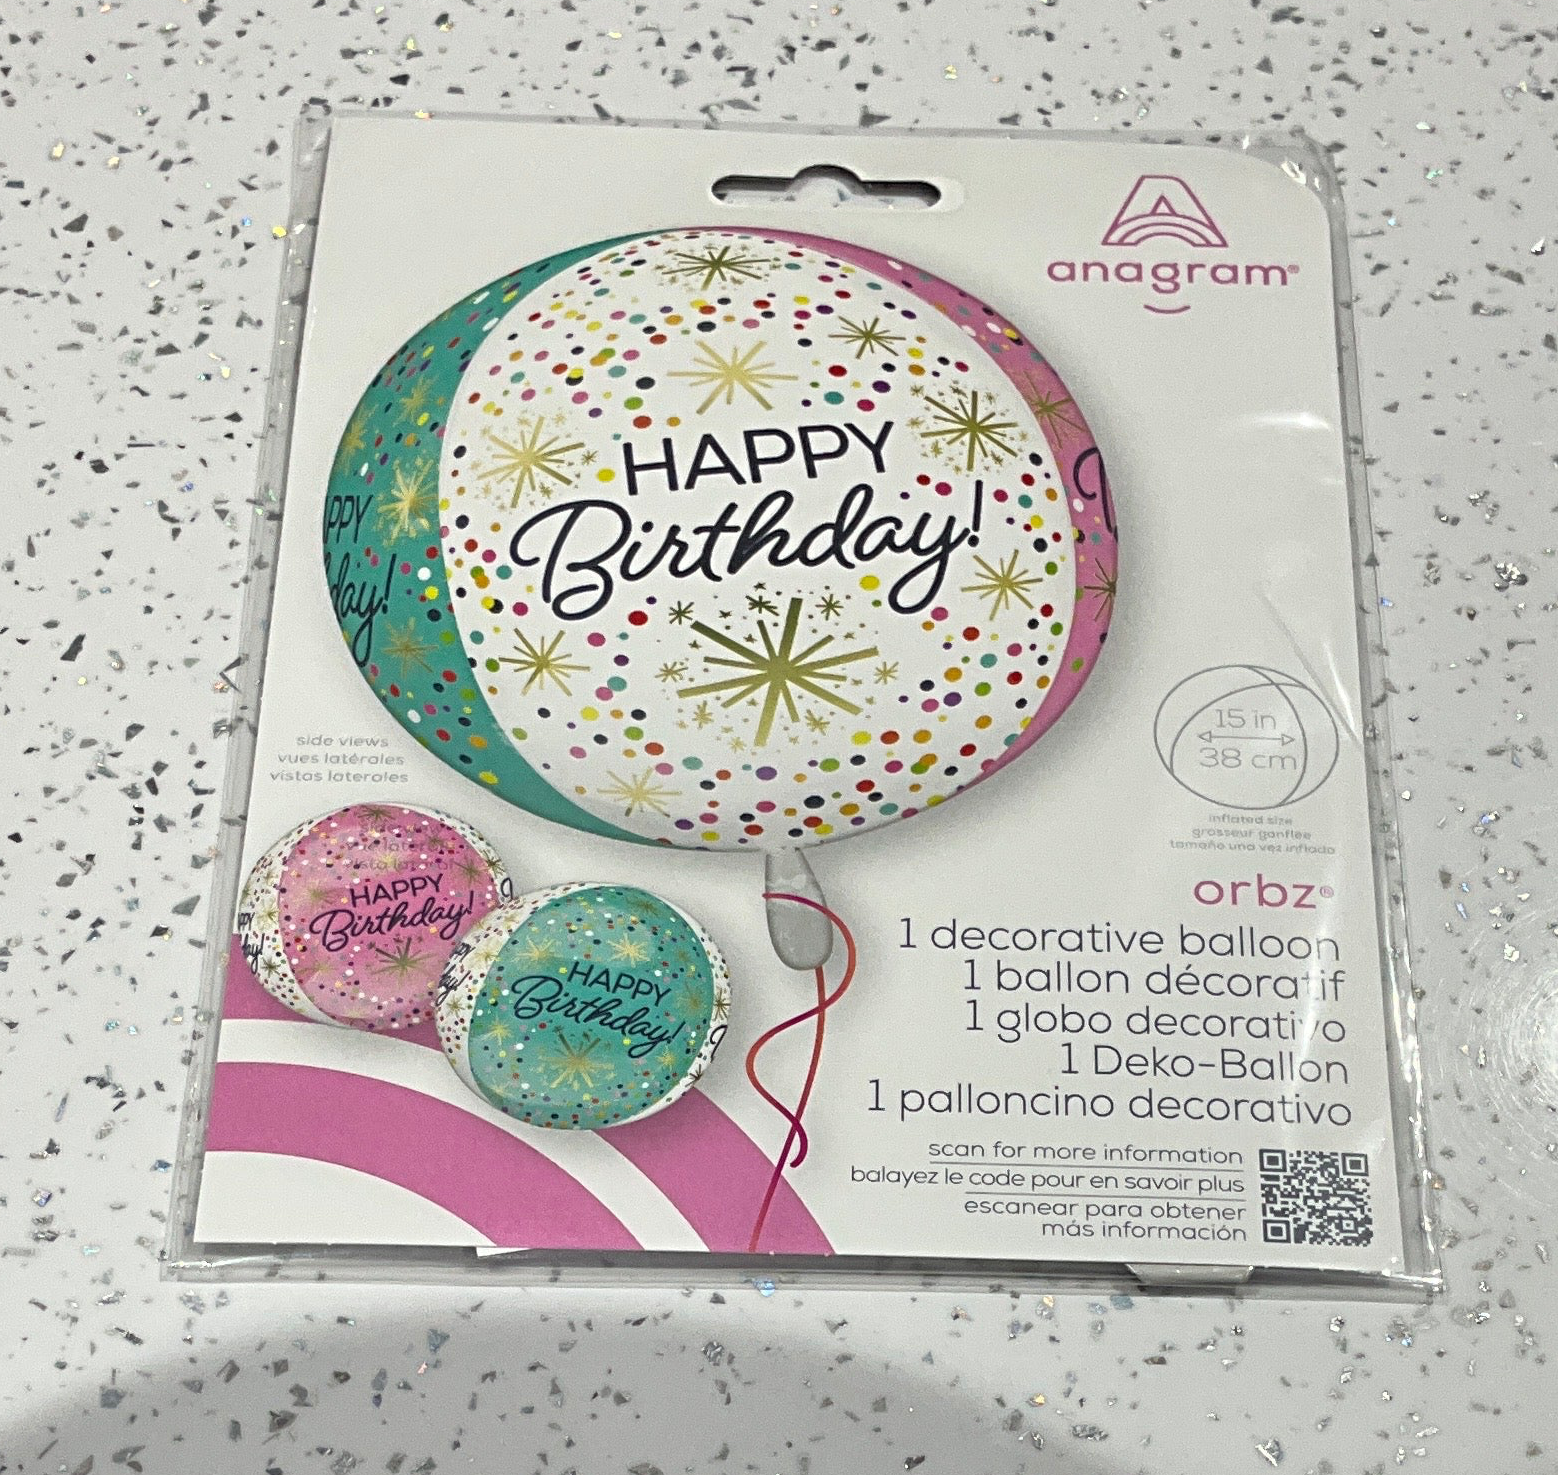 anagram®
HAPPY
Birthday!
PPY
day!
15 in
38 cm
inflated size
grosseur gonflée
tamaño una vez inflado
side views
vues latérales
vistas laterales
HAPPY
Birthday!
HAPPY
Birthday!
orbz®
1 decorative balloon
1 ballon décoratif
1 globo decorativo
1 Deko-Ballon
1 palloncino decorativo
scan for more information
balayez le code pour en savoir plus
escanear para obtener
más información